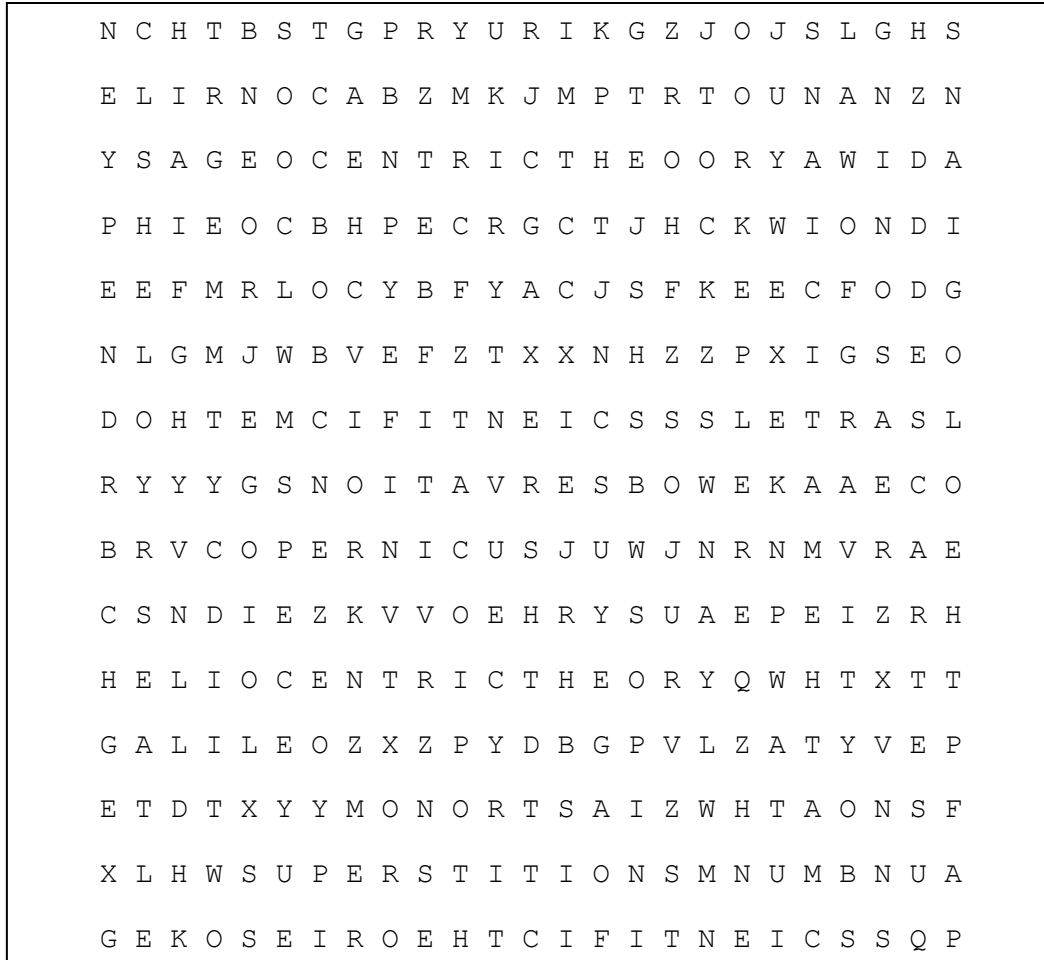 N C H T B S T G P R Y U R I K G Z J O J S L G H S
E L I R N O C A B Z M K J M P T R T O U N A N Z N
Y S A G E O C E N T R I C T H E O O R Y A W I D A
P H I E O C B H P E C R G C T J H C K W I O N D I
E E F M R L O C Y B F Y A C J S F K E E C F O D G
N L G M J W B V E F Z T X X N H Z Z P X I G S E O
D O H T E M C I F I T N E I C S S S L E T R A S L
R Y Y Y G S N O I T A V R E S B O W E K A A E C O
B R V C O P E R N I C U S J U W J N R N M V R A E
C S N D I E Z K V V O E H R Y S U A E P E I Z R H
H E L I O C E N T R I C T H E O R Y Q W H T X T T
G A L I L E O Z X Z P Y D B G P V L Z A T Y V E P
E T D T X Y Y M O N O R T S A I Z W H T A O N S F
X L H W S U P E R S T I T I O N S M N U M B N U A
G E K O S E I R O E H T C I F I T N E I C S S Q P